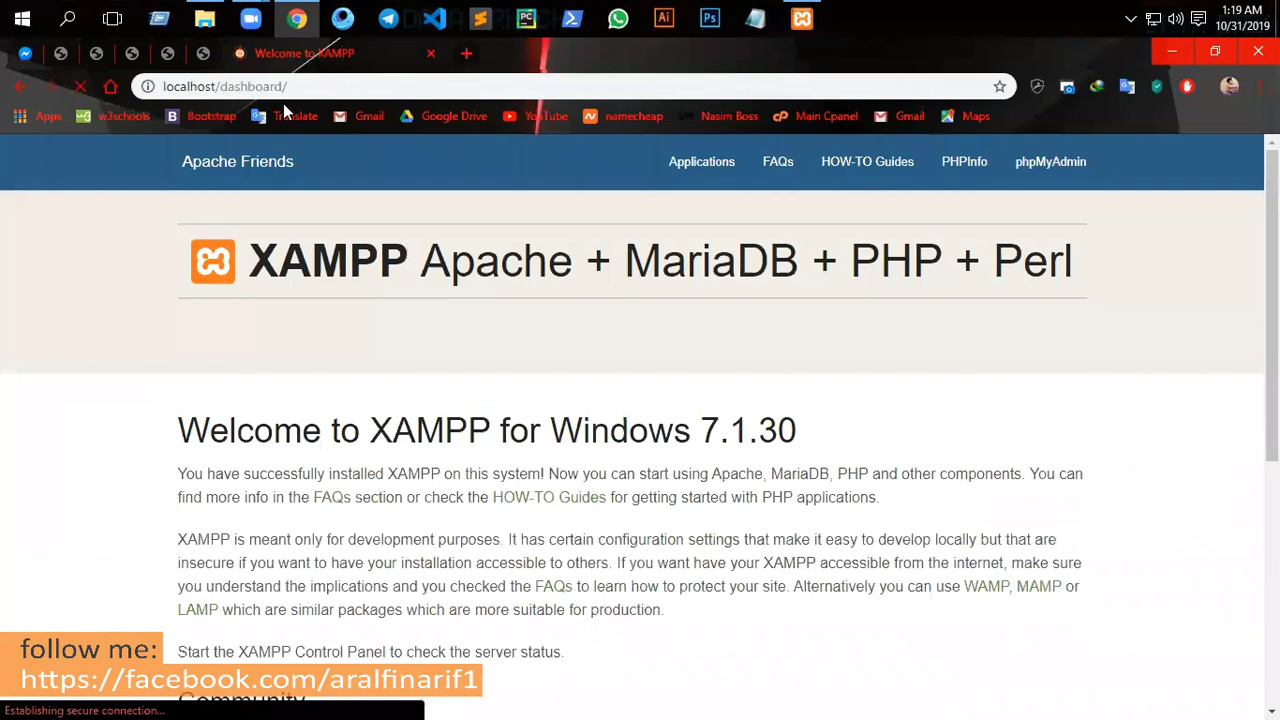 1:19 AM
10/31/2019
Welcome to XAMPP
localhost/dashboard/
Apps w3schools Bootstrap Translate Gmail Google Drive YouTube namecheap Nasim Boss Main Cpanel Gmail Maps
Apache Friends Applications FAQs HOW-TO Guides PHPInfo phpMyAdmin
XAMPP Apache + MariaDB + PHP + Perl
Welcome to XAMPP for Windows 7.1.30
You have successfully installed XAMPP on this system! Now you can start using Apache, MariaDB, PHP and other components. You can
find more info in the FAQs section or check the HOW-TO Guides for getting started with PHP applications.
XAMPP is meant only for development purposes. It has certain configuration settings that make it easy to develop locally but that are
insecure if you want to have your installation accessible to others. If you want have your XAMPP accessible from the internet, make sure
you understand the implications and you checked the FAQs to learn how to protect your site. Alternatively you can use WAMP, MAMP or
LAMP which are similar packages which are more suitable for production.
Start the XAMPP Control Panel to check the server status.
Community
follow me:
https://facebook.com/aralfinarif1
Establishing secure connection...